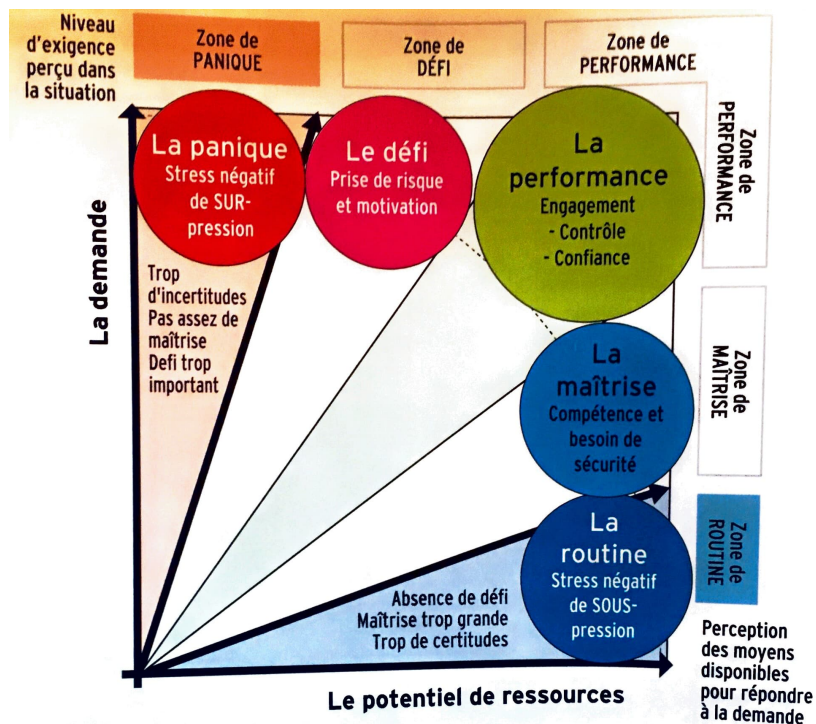 Niveau
d'exigence
perçu dans
la situation
Zone de
PANIQUE
Zone de
DÉFI
Zone de
PERFORMANCE
Zone de
PERFORMANCE
La panique
Stress négatif
de SUR-
pression
Le défi
Prise de risque
et motivation
La
performance
Engagement
- Contrôle
- Confiance
La demande
Trop
d'incertitudes
Pas assez de
maîtrise
Defi trop
important
La
maîtrise
Compétence et
besoin de
sécurité
Zone de
MAÎTRISE
La
routine
Stress négatif
de SOUS-
pression
Zone de
ROUTINE
Absence de défi
Maîtrise trop grande
Trop de certitudes
Le potentiel de ressources
Perception
des moyens
disponibles
pour répondre
à la demande